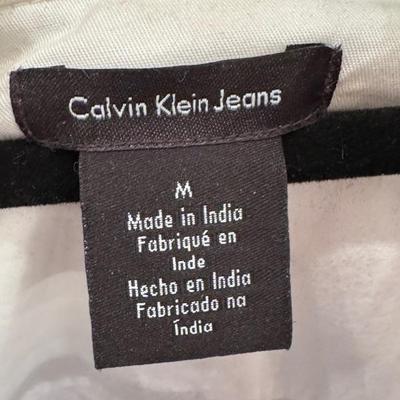 Calvin Klein Jeans
M
Made in India
Fabriqué en
Inde
Hecho en India
Fabricado na
Índia